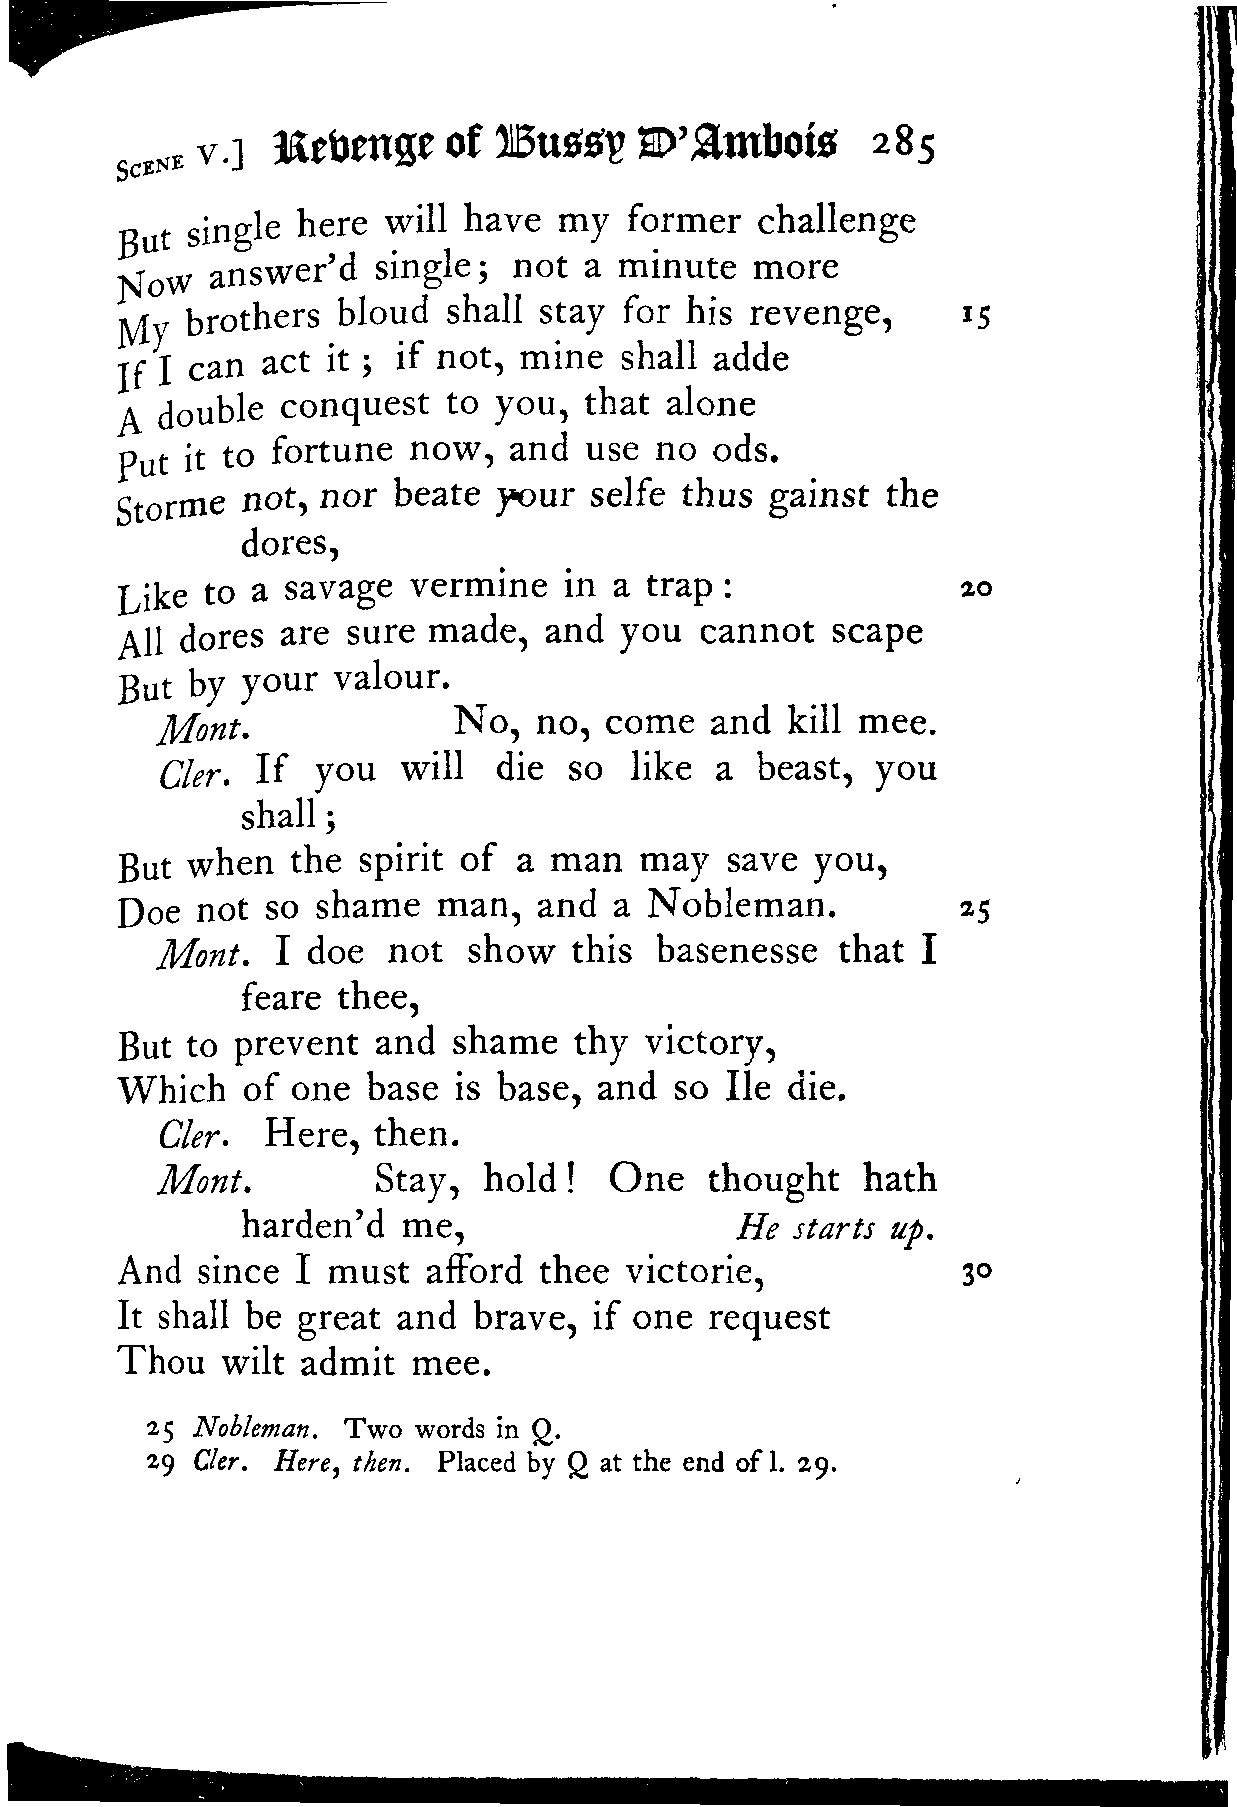 SCENE V.] Revenge of Bussy D'Ambois 285
But single here will have my former challenge
Now answer'd single; not a minute more
My brothers bloud shall stay for his revenge, 15
If I can act it; if not, mine shall adde
A double conquest to you, that alone
Put it to fortune now, and use no ods.
Storme not, nor beate your selfe thus gainst the
dores,
Like to a savage vermine in a trap: 20
All dores are sure made, and you cannot scape
But by your valour.
Mont. No, no, come and kill mee.
Cler. If you will die so like a beast, you
shall;
But when the spirit of a man may save you,
Doe not so shame man, and a Nobleman. 25
Mont. I doe not show this basenesse that I
feare thee,
But to prevent and shame thy victory,
Which of one base is base, and so Ile die.
Cler. Here, then.
Mont. Stay, hold! One thought hath
harden'd me, He starts up.
And since I must afford thee victorie, 30
It shall be great and brave, if one request
Thou wilt admit mee.
25 Nobleman. Two words in Q.
29 Cler. Here, then. Placed by Q at the end of l. 29.